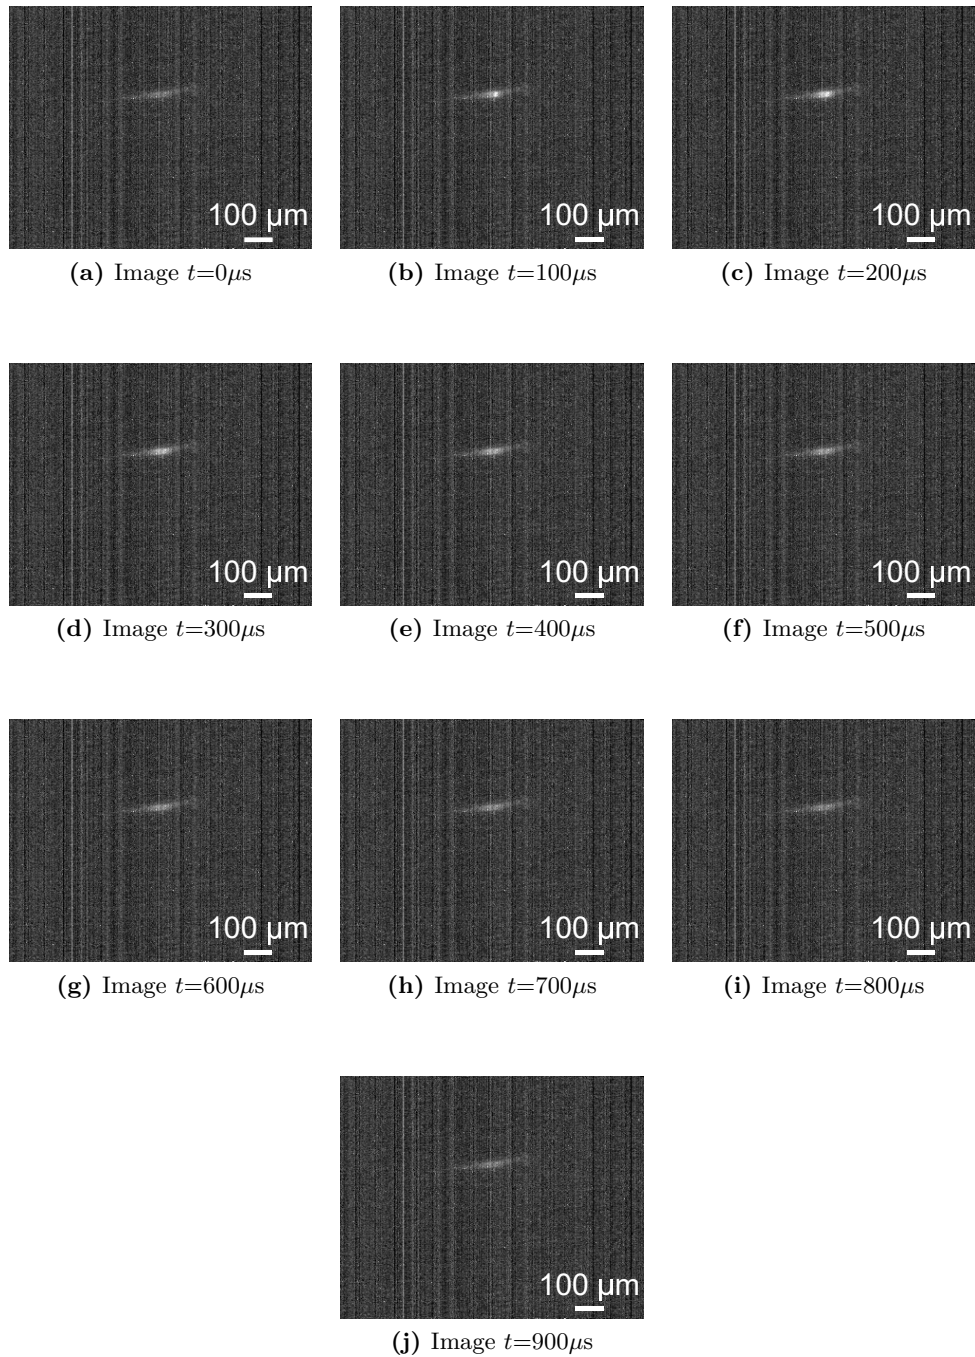 100 µm
100 µm
100 µm
(a) Image t=0µs
(b) Image t=100µs
(c) Image t=200µs
100 µm
100 µm
100 µm
(d) Image t=300µs
(e) Image t=400µs
(f) Image t=500µs
100 µm
100 µm
100 µm
(g) Image t=600µs
(h) Image t=700µs
(i) Image t=800µs
100 µm
(j) Image t=900µs